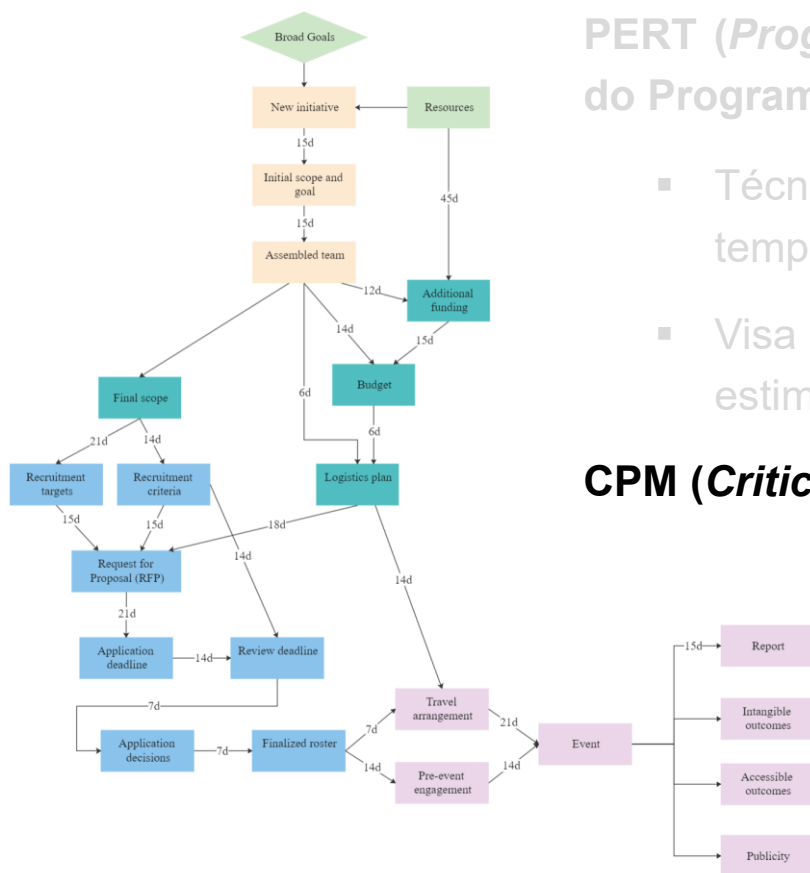 Broad Goals
PERT (Prog
do Program
New initiative
Resources
15d
Initial scope and
goal
45d
Técn
temp
15d
Assembled team
12d
Additional
funding
14d
15d
Visa
estim
Final scope
6d
Budget
21d
14d
6d
Recruitment
targets
Recruitment
criteria
Logistics plan
CPM (Critic
15d
15d
18d
Request for
Proposal (RFP)
14d
14d
21d
Application
deadline
14d
Review deadline
15d
Report
7d
Travel
arrangement
21d
Intangible
outcomes
Application
decisions
7d
Finalized roster
7d
Event
14d
Pre-event
engagement
14d
Accessible
outcomes
Publicity